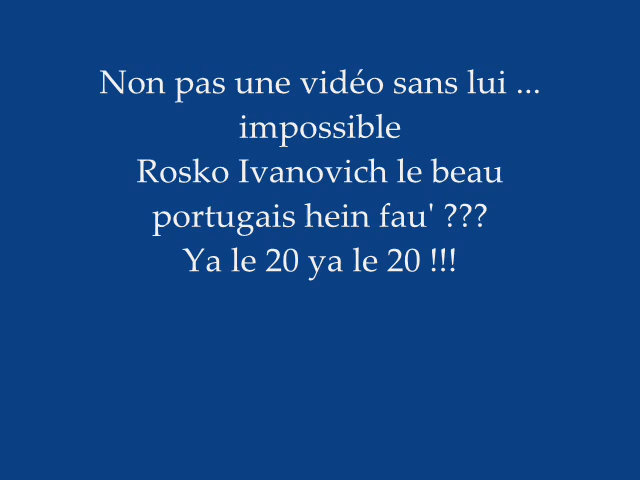 Non pas une vidéo sans lui ...
impossible
Rosko Ivanovich le beau
portugais hein fau' ???
Ya le 20 ya le 20 !!!